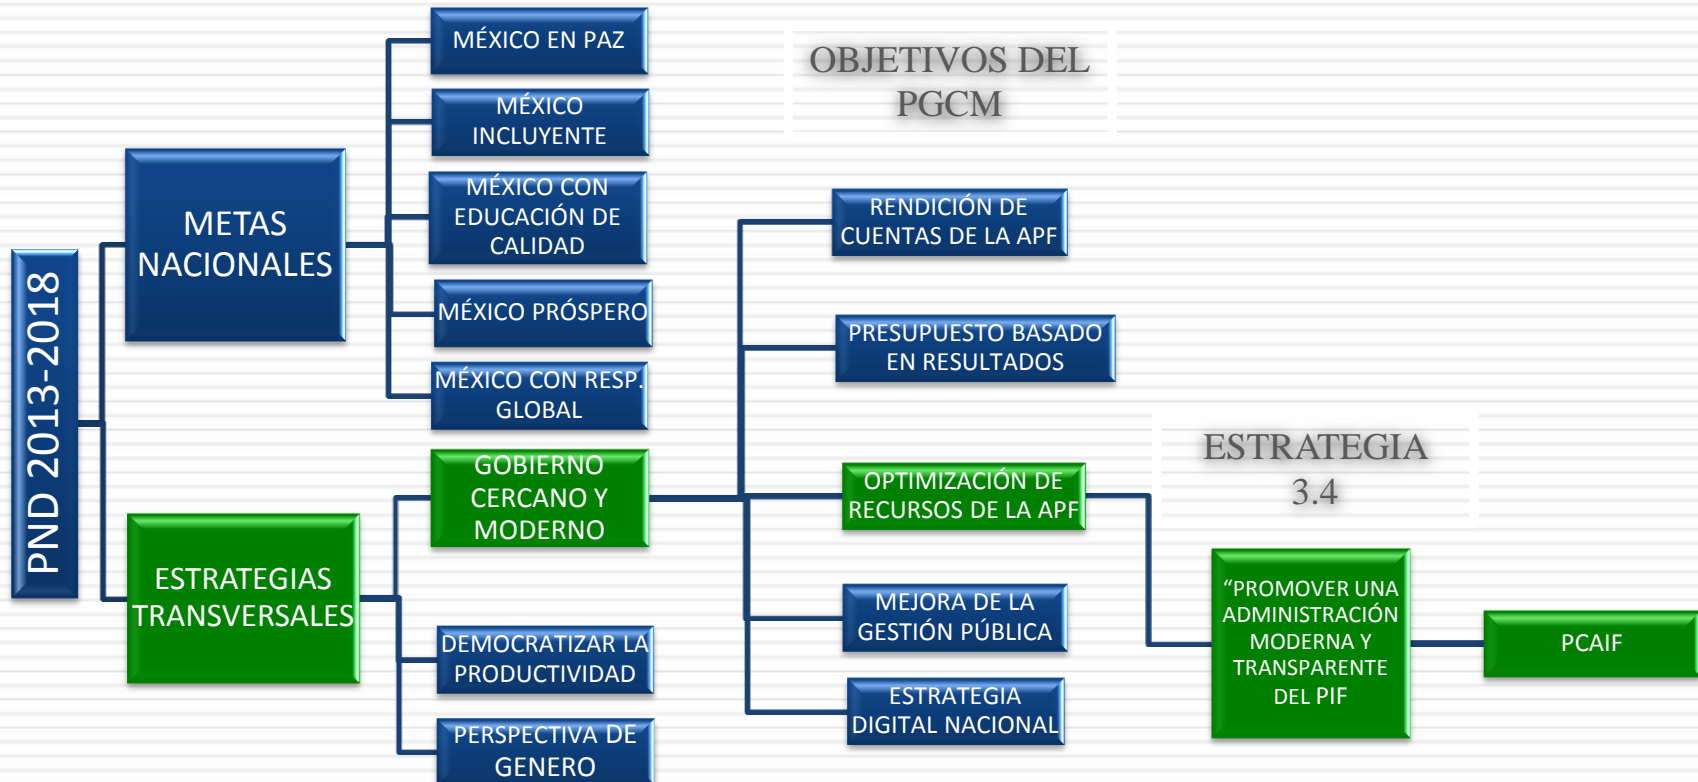 PND 2013-2018
METAS
NACIONALES
ESTRATEGIAS
TRANSVERSALES
MÉXICO EN PAZ
MÉXICO
INCLUYENTE
MÉXICO CON
EDUCACIÓN DE
CALIDAD
MÉXICO PRÓSPERO
MÉXICO CON RESP.
GLOBAL
GOBIERNO
CERCANO Y
MODERNO
DEMOCRATIZAR LA
PRODUCTIVIDAD
PERSPECTIVA DE
GENERO
OBJETIVOS DEL
PGCM
RENDICIÓN DE
CUENTAS DE LA APF
PRESUPUESTO BASADO
EN RESULTADOS
OPTIMIZACIÓN DE
RECURSOS DE LA APF
MEJORA DE LA
GESTIÓN PÚBLICA
ESTRATEGIA
DIGITAL NACIONAL
ESTRATEGIA
3.4
“PROMOVER UNA
ADMINISTRACIÓN
MODERNA Y
TRANSPARENTE
DEL PIF
PCAIF